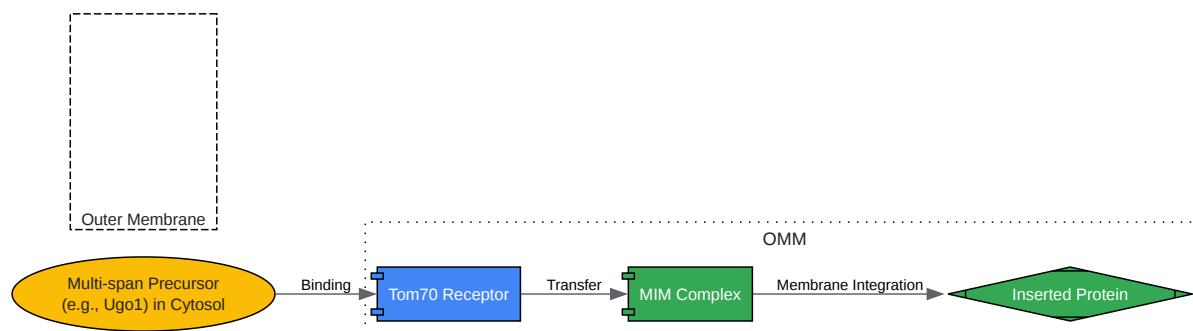 Outer Membrane
OMM
Multi-span Precursor
(e.g., Ugo1) in Cytosol
Binding
Tom70 Receptor
Transfer
MIM Complex
Membrane Integration
Inserted Protein